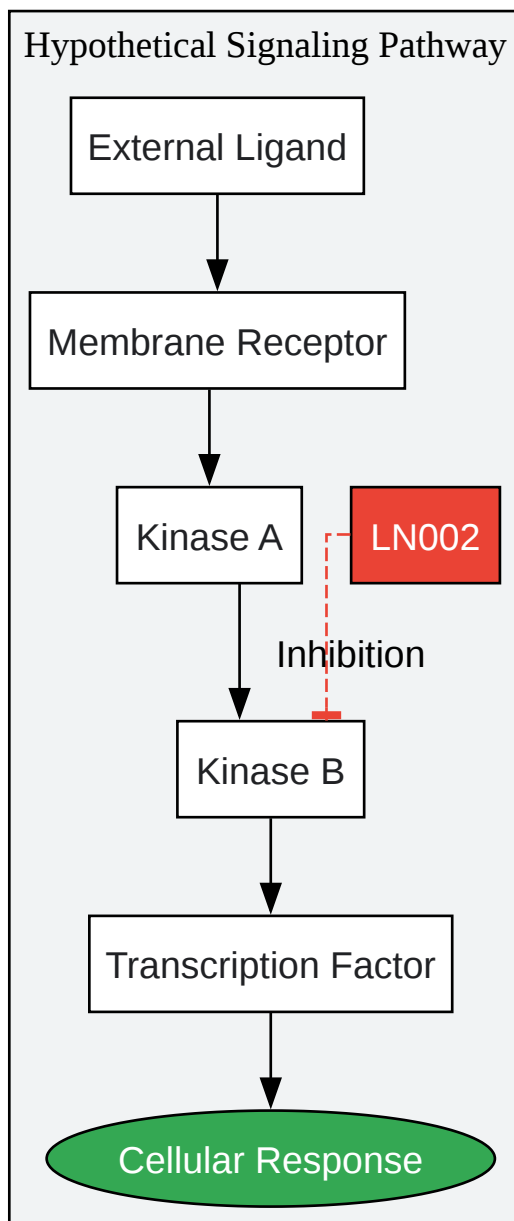 Hypothetical Signaling Pathway
External Ligand
Membrane Receptor
Kinase A
LN002
Inhibition
Kinase B
Transcription Factor
Cellular Response